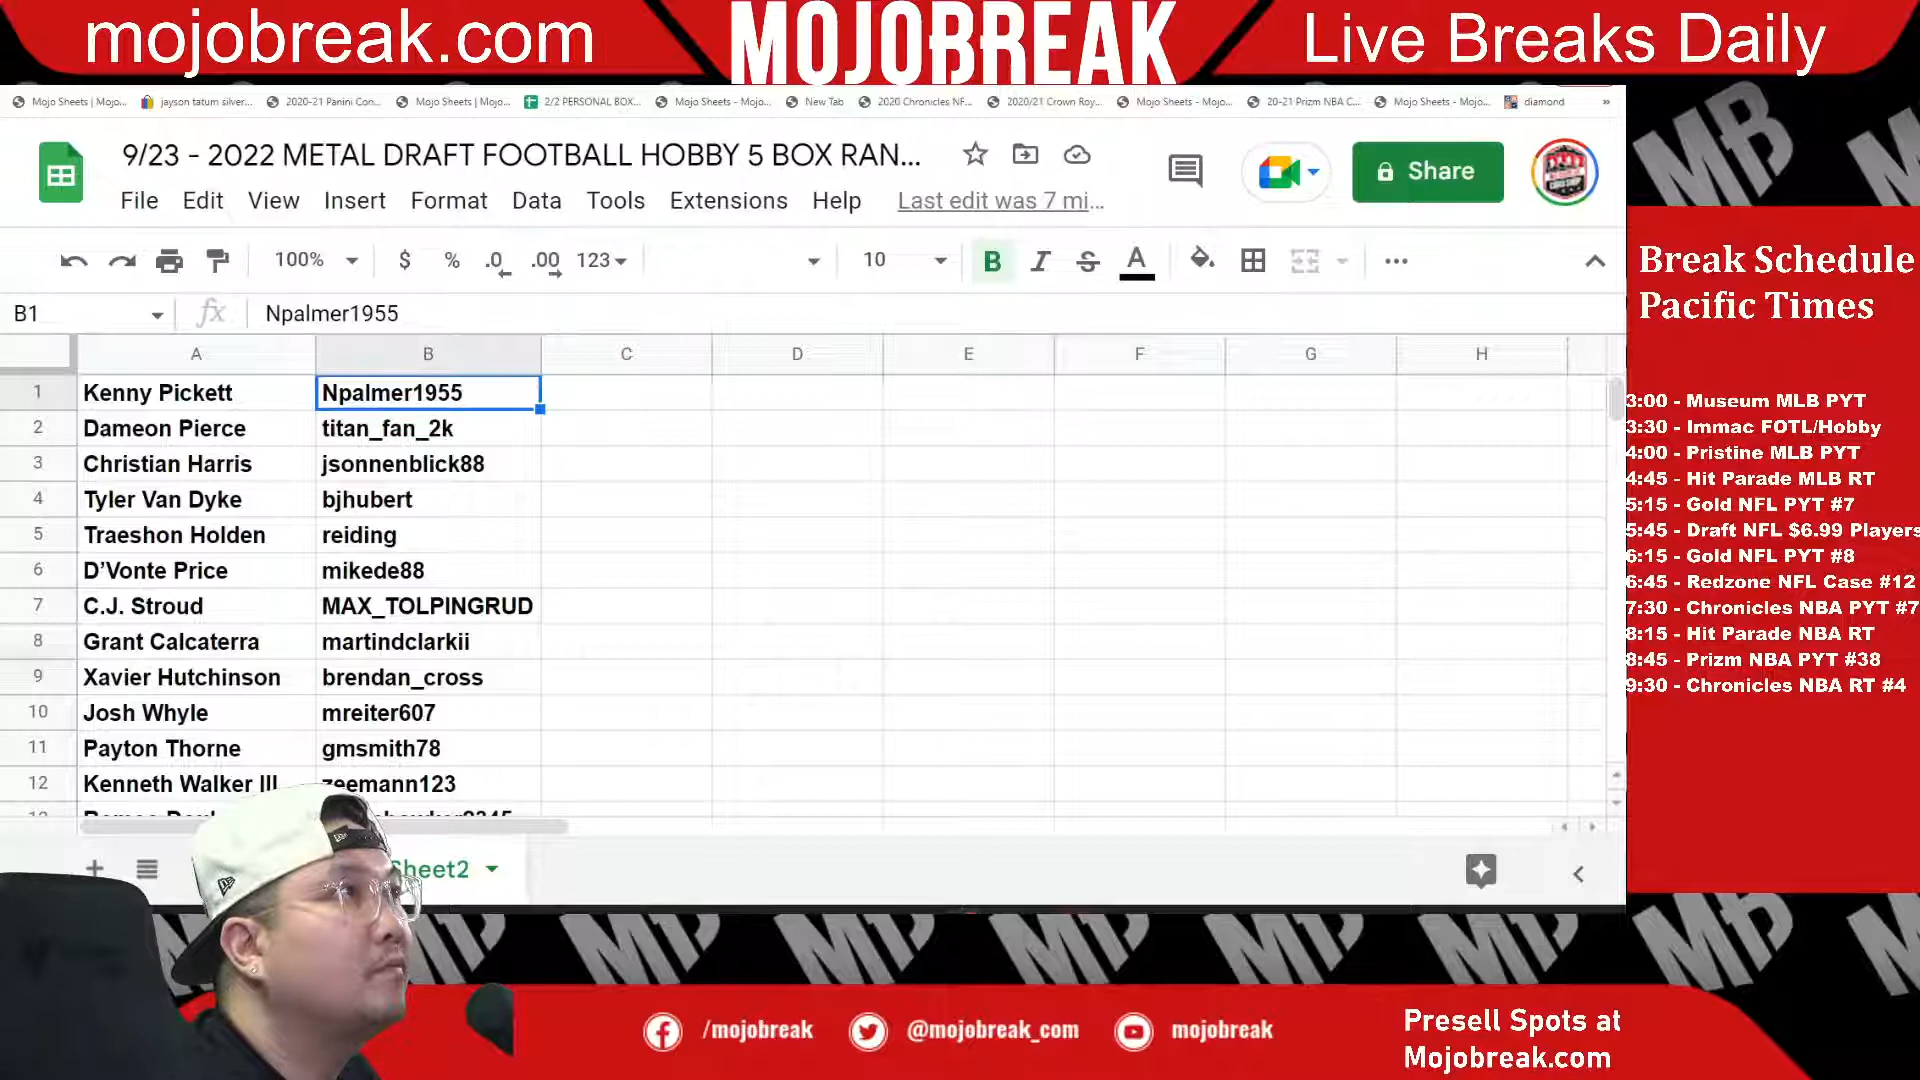 mojobreak.com
MOJOBREAK
Live Breaks Daily
Mojo Sheets | Mojo...
jayson tatum silver...
2020-21 Panini Con...
Mojo Sheets | Mojo...
2/2 PERSONAL BOX...
Mojo Sheets - Mojo...
New Tab
2020 Chronicles NF...
2020/21 Crown Roy...
Mojo Sheets - Mojo...
20-21 Prizm NBA C...
Mojo Sheets - Mojo...
diamond
»
9/23 - 2022 METAL DRAFT FOOTBALL HOBBY 5 BOX RAN...
Share
File Edit View Insert Format Data Tools Extensions Help Last edit was 7 mi...
100% $ % .0 .00 123 10 B I S A
B1 fx Npalmer1955
A B C D E F G H
1 Kenny Pickett Npalmer1955
2 Dameon Pierce titan_fan_2k
3 Christian Harris jsonnenblick88
4 Tyler Van Dyke bjhubert
5 Traeshon Holden reiding
6 D’Vonte Price mikede88
7 C.J. Stroud MAX_TOLPINGRUD
8 Grant Calcaterra martindclarkii
9 Xavier Hutchinson brendan_cross
10 Josh Whyle mreiter607
11 Payton Thorne gmsmith78
12 Kenneth Walker III zeemann123
Sheet2
Break Schedule
Pacific Times
3:00 - Museum MLB PYT
3:30 - Immac FOTL/Hobby
4:00 - Pristine MLB PYT
4:45 - Hit Parade MLB RT
5:15 - Gold NFL PYT #7
5:45 - Draft NFL $6.99 Players
6:15 - Gold NFL PYT #8
6:45 - Redzone NFL Case #12
7:30 - Chronicles NBA PYT #7
8:15 - Hit Parade NBA RT
8:45 - Prizm NBA PYT #38
9:30 - Chronicles NBA RT #4
/mojobreak
@mojobreak_com
mojobreak
Presell Spots at
Mojobreak.com